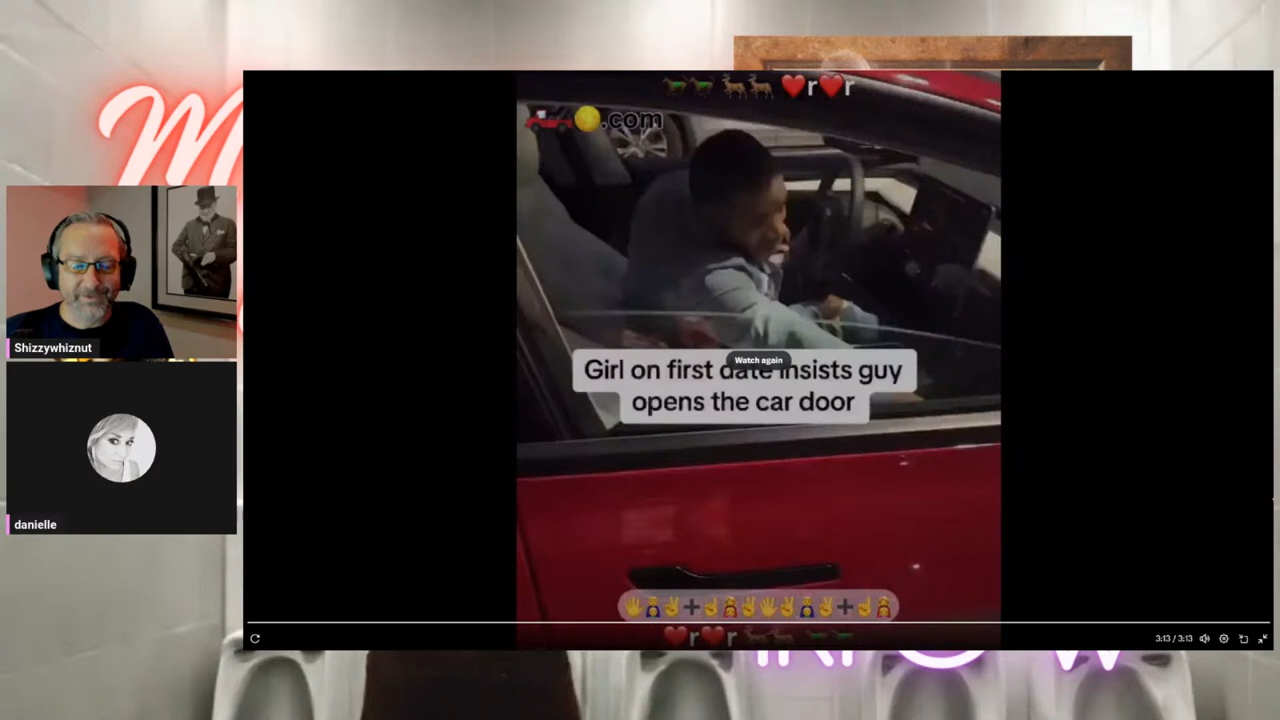 M
r r
.com
Shizzywhiznut
Girl on first date insists guy
opens the car door
Watch again
danielle
r r
3:13 / 3:13